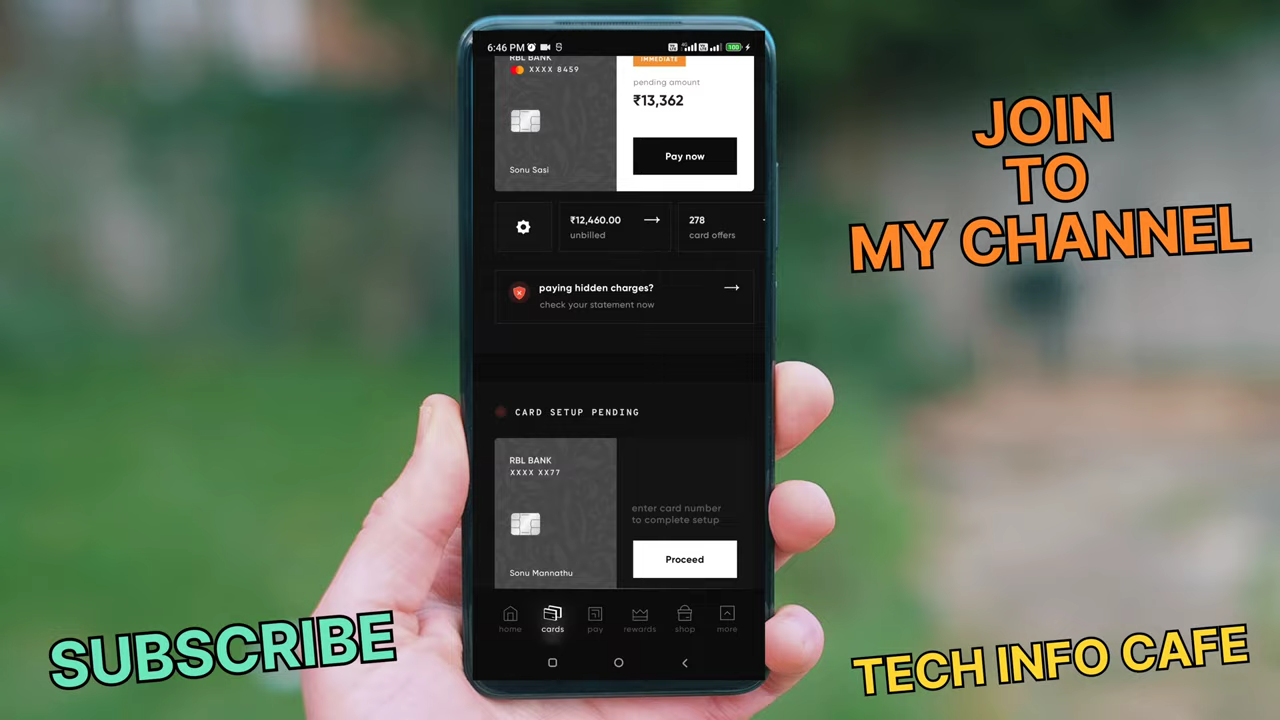 6:46 PM
100
RBL BANK
XXXX 8459
IMMEDIATE
pending amount
₹13,362
Pay now
Sonu Sasi
₹12,460.00
unbilled
278
card offers
paying hidden charges?
check your statement now
CARD SETUP PENDING
RBL BANK
XXXX XX77
enter card number
to complete setup
Proceed
Sonu Mannathu
home
cards
pay
rewards
shop
more
JOIN
TO
MY CHANNEL
SUBSCRIBE
TECH INFO CAFE